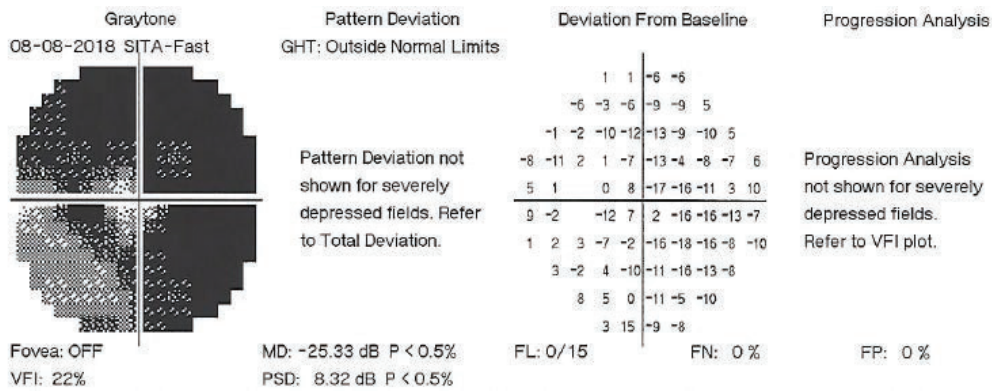 Graytone Pattern Deviation Deviation From Baseline Progression Analysis
08-08-2018 SITA-Fast GHT: Outside Normal Limits
1 1 -6 -6
-6 -3 -6 -9 -9 5
-1 -2 -10 -12 -13 -9 -10 5
-8 -11 2 1 -7 -13 -4 -8 -7 6
5 1 0 8 -17 -16 -11 3 10
9 -2 -12 7 2 -16 -16 -13 -7
1 2 3 -7 -2 -16 -18 -16 -8 -10
3 -2 4 -10 -11 -16 -13 -8
8 5 0 -11 -5 -10
3 15 -9 -8
Pattern Deviation not
shown for severely
depressed fields. Refer
to Total Deviation.
Progression Analysis
not shown for severely
depressed fields.
Refer to VFI plot.
Fovea: OFF MD: -25.33 dB P < 0.5% FL: 0/15 FN: 0 % FP: 0 %
VFI: 22% PSD: 8.32 dB P < 0.5%